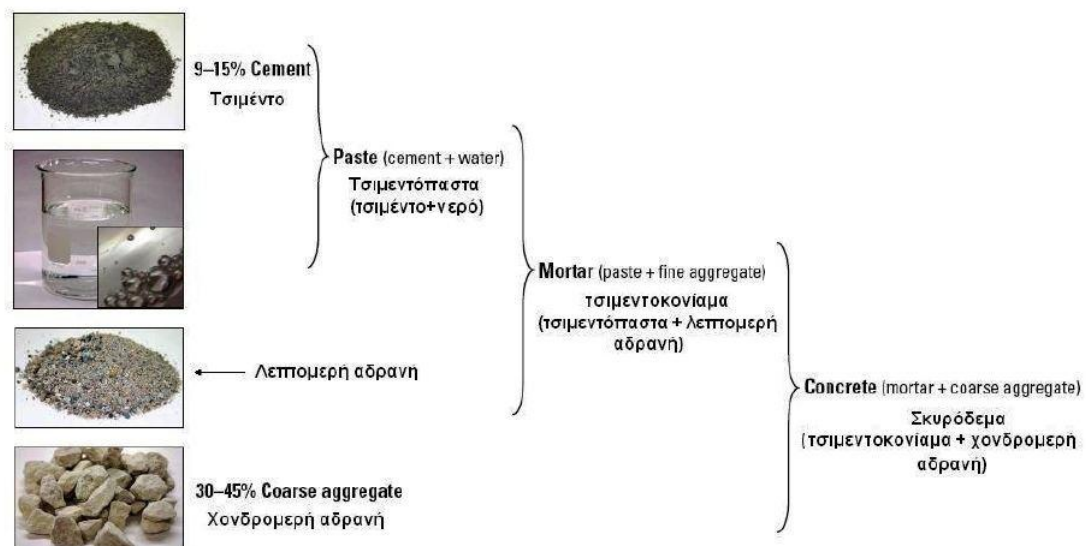 9–15% Cement
Τσιμέντο
Paste (cement + water)
Τσιμεντόπαστα
(τσιμέντο+νερό)
Mortar (paste + fine aggregate)
τσιμεντοκονίαμα
(τσιμεντόπαστα + λεπτομερή
αδρανή)
Λεπτομερή αδρανή
Concrete (mortar + coarse aggregate)
Σκυρόδεμα
(τσιμεντοκονίαμα + χονδρομερή
αδρανή)
30–45% Coarse aggregate
Χονδρομερή αδρανή